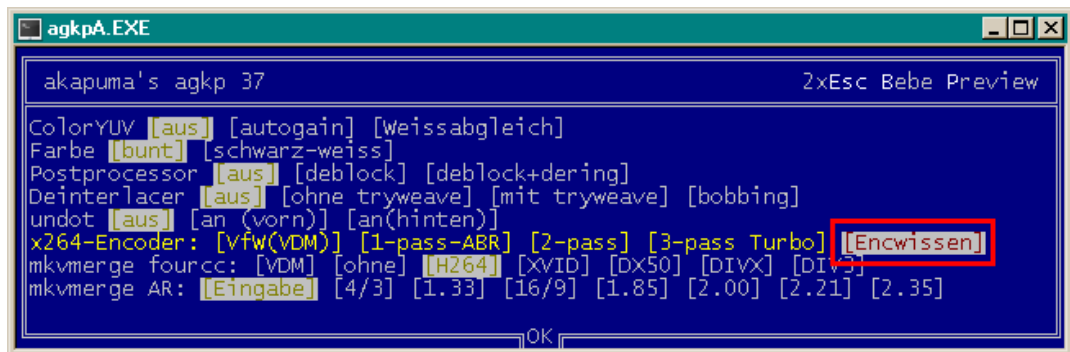 agkpA.EXE
akapuma's agkp 37 2xEsc Bebe Preview
ColorYUV [aus] [autogain] [Weissabgleich]
Farbe [bunt] [schwarz-weiss]
Postprocessor [aus] [deblock] [deblock+dering]
Deinterlacer [aus] [ohne tryweave] [mit tryweave] [bobbing]
undot [aus] [an (vorn)] [an(hinten)]
x264-Encoder: [VfW(VDM)] [1-pass-ABR] [2-pass] [3-pass Turbo] [Encwissen]
mkvmerge fourcc: [VDM] [ohne] [H264] [XVID] [DX50] [DIVX] [DIV3]
mkvmerge AR: [Eingabe] [4/3] [1.33] [16/9] [1.85] [2.00] [2.21] [2.35]
OK